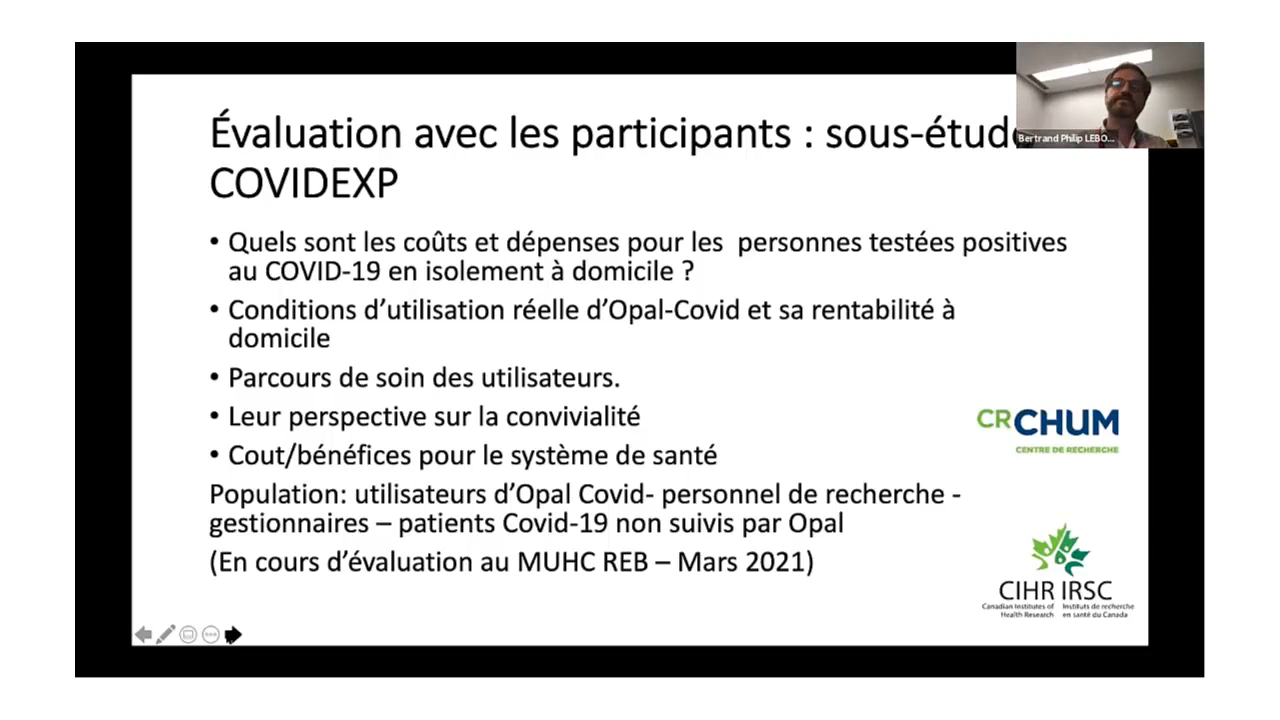 Évaluation avec les participants : sous-étude
COVIDEXP
• Quels sont les coûts et dépenses pour les personnes testées positives
au COVID-19 en isolement à domicile ?
• Conditions d’utilisation réelle d’Opal-Covid et sa rentabilité à
domicile
• Parcours de soin des utilisateurs.
• Leur perspective sur la convivialité
• Cout/bénéfices pour le système de santé
Population: utilisateurs d’Opal Covid- personnel de recherche -
gestionnaires – patients Covid-19 non suivis par Opal
(En cours d’évaluation au MUHC REB – Mars 2021)
Bertrand Philip LEBO...
CRCHUM
CENTRE DE RECHERCHE
CIHR IRSC
Canadian Institutes of Instituts de recherche
Health Research en santé du Canada